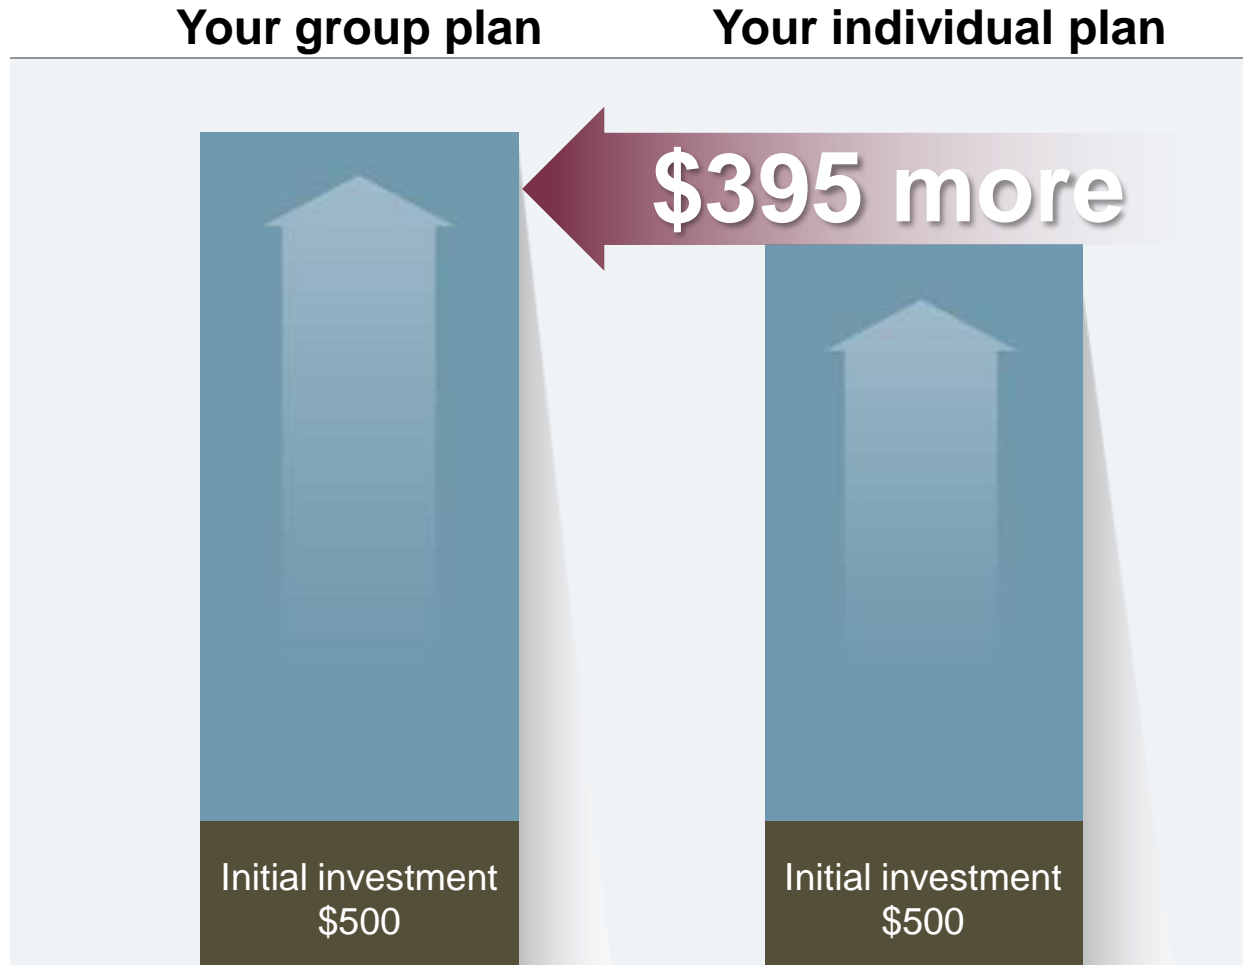 Your group plan
Your individual plan
$395 more
Initial investment
$500
Initial investment
$500